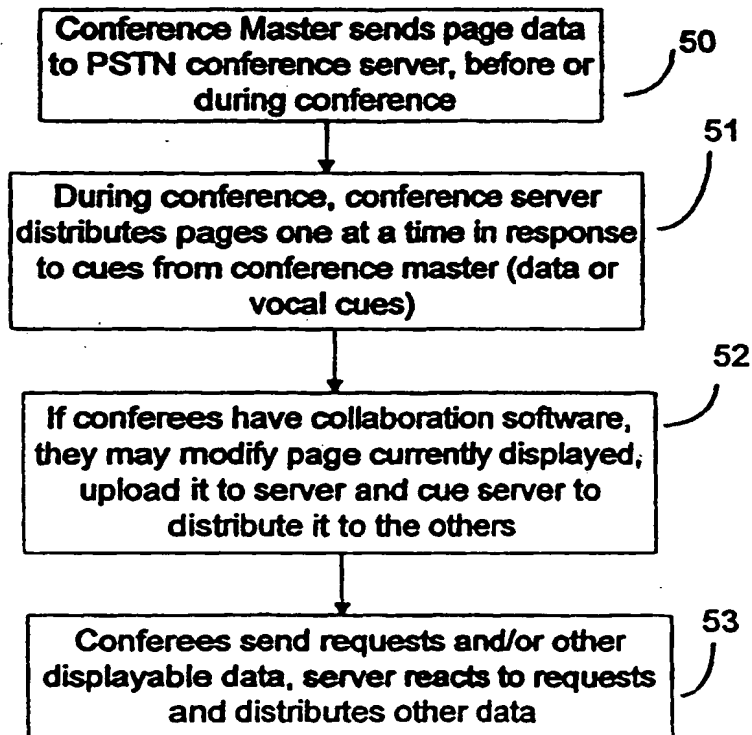 Conference Master sends page data
to PSTN conference server, before or
during conference
50
51
During conference, conference server
distributes pages one at a time in response
to cues from conference master (data or
vocal cues)
52
If conferees have collaboration software,
they may modify page currently displayed,
upload it to server and cue server to
distribute it to the others
53
Conferees send requests and/or other
displayable data, server reacts to requests
and distributes other data